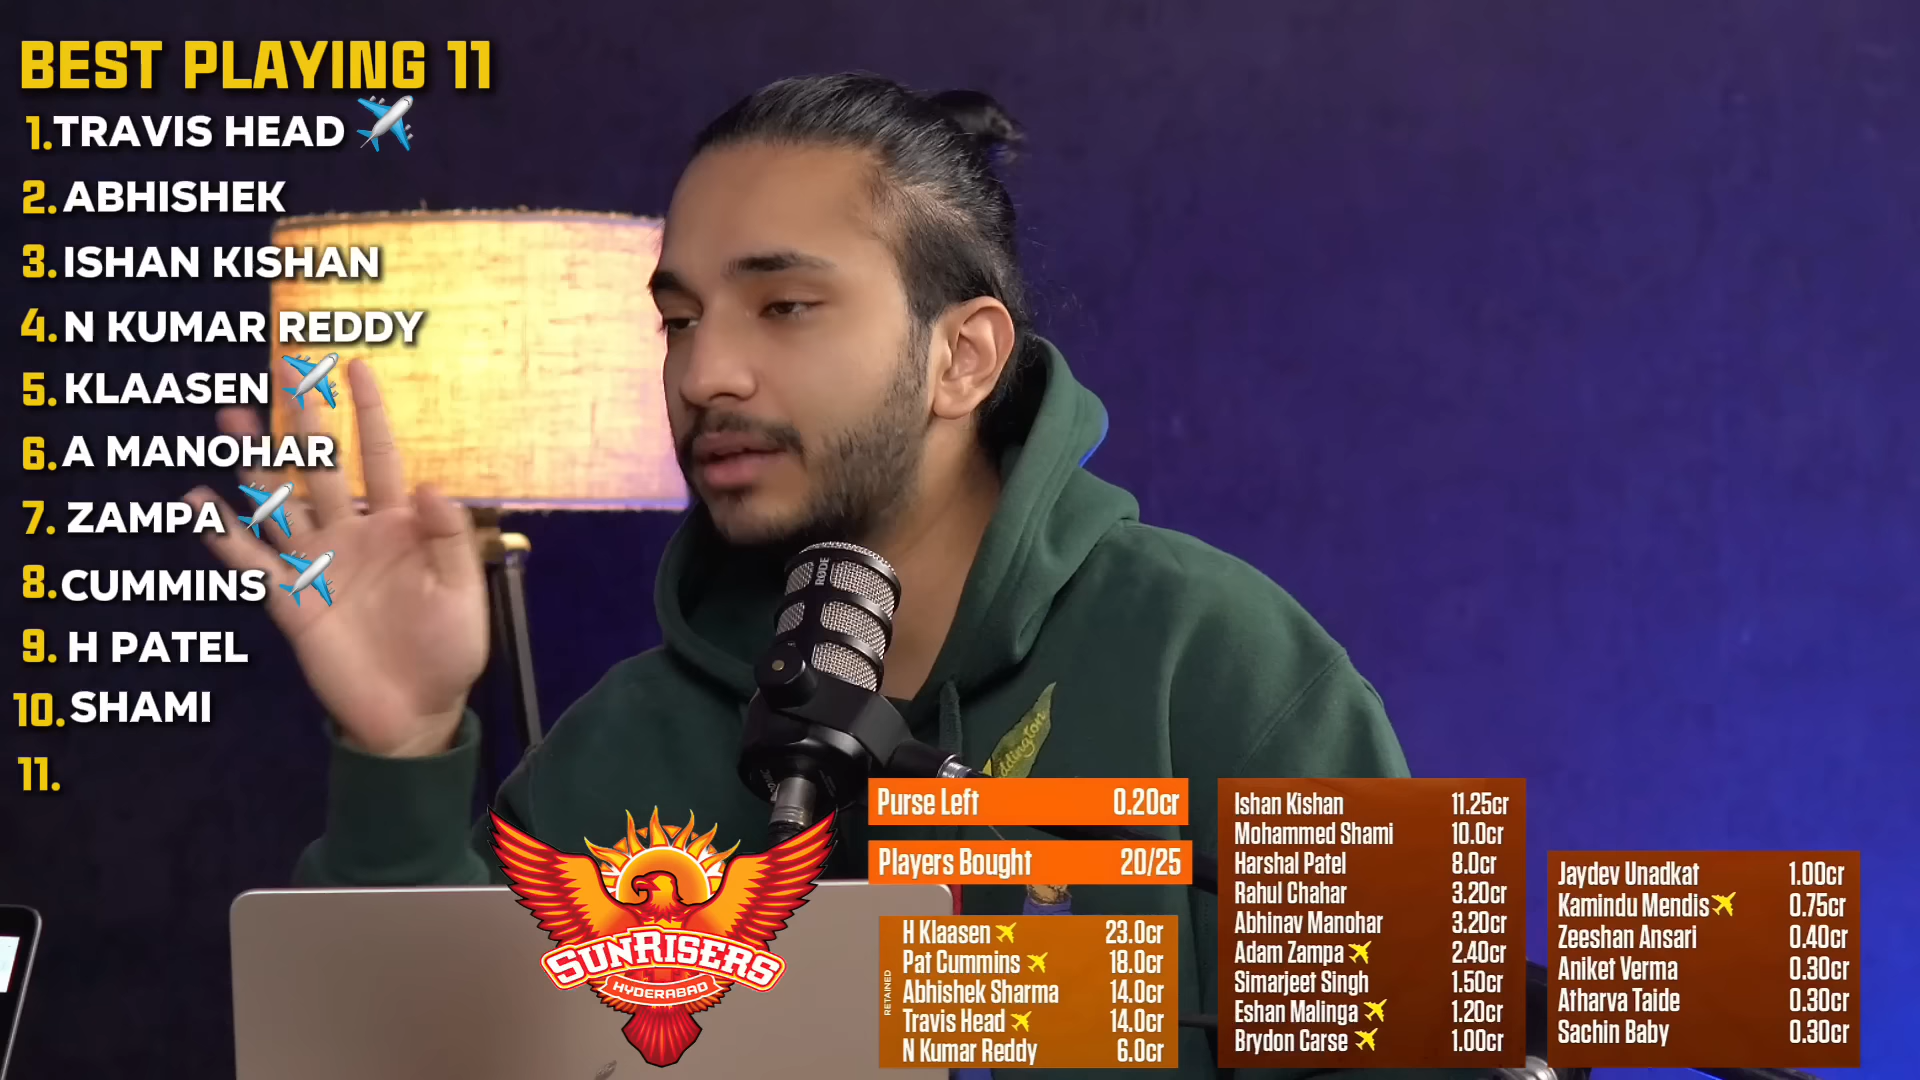 BEST PLAYING 11
1. TRAVIS HEAD
2. ABHISHEK
3. ISHAN KISHAN
4. N KUMAR REDDY
5. KLAASEN
6. A MANOHAR
7. ZAMPA
8. CUMMINS
9. H PATEL
10. SHAMI
11.
RØDE
SUNRISERS
HYDERABAD
Purse Left 0.20cr
Players Bought 20/25
RETAINED
H Klaasen 23.0cr
Pat Cummins 18.0cr
Abhishek Sharma 14.0cr
Travis Head 14.0cr
N Kumar Reddy 6.0cr
Ishan Kishan 11.25cr
Mohammed Shami 10.0cr
Harshal Patel 8.0cr
Rahul Chahar 3.20cr
Abhinav Manohar 3.20cr
Adam Zampa 2.40cr
Simarjeet Singh 1.50cr
Eshan Malinga 1.20cr
Brydon Carse 1.00cr
Jaydev Unadkat 1.00cr
Kamindu Mendis 0.75cr
Zeeshan Ansari 0.40cr
Aniket Verma 0.30cr
Atharva Taide 0.30cr
Sachin Baby 0.30cr